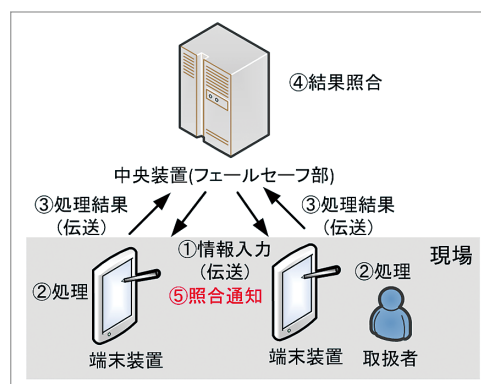 ④結果照合
中央装置(フェールセーフ部)
③処理結果
(伝送)
③処理結果
(伝送)
①情報入力
(伝送)
⑤照合通知
現場
②処理
②処理
端末装置
端末装置
取扱者